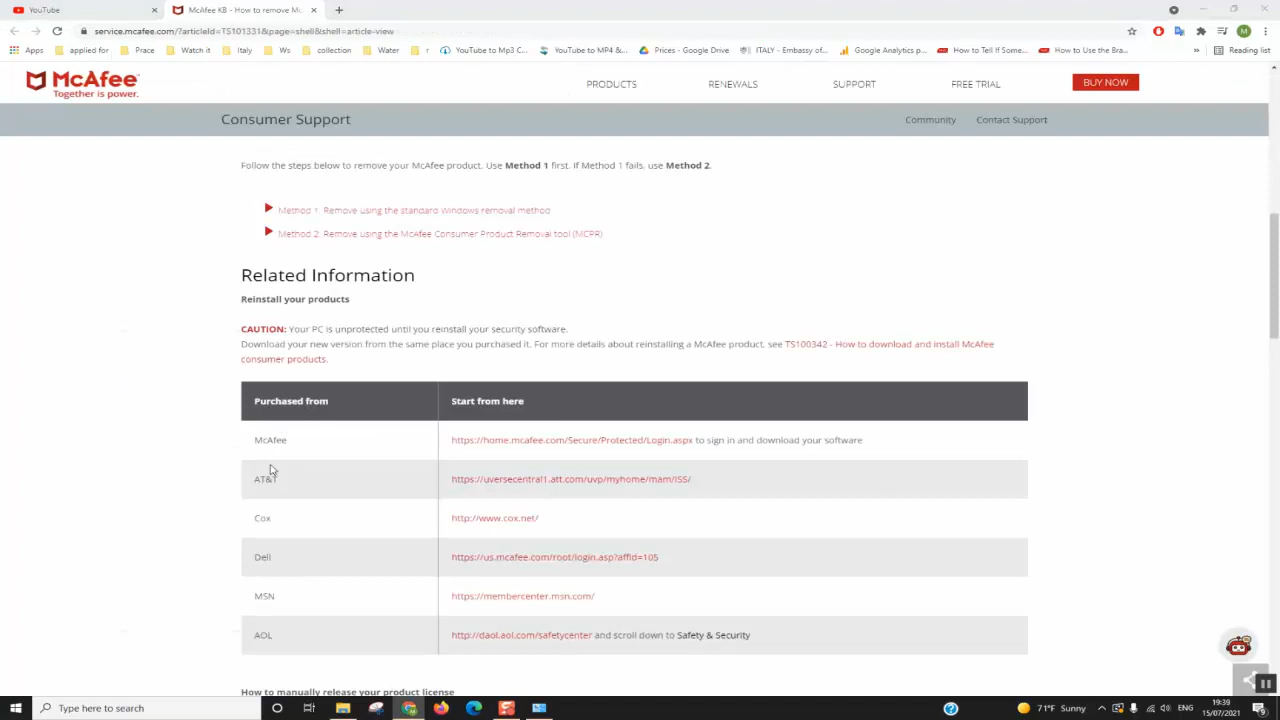 YouTube
McAfee KB - How to remove Mc
service.mcafee.com/?articleId=TS101331&page=shell&shell=article-view
Apps
applied for
Prace
Watch it
Italy
Ws
collection
Water
r
YouTube to Mp3 C...
YouTube to MP4 &...
Prices - Google Drive
ITALY - Embassy of...
Google Analytics p...
How to Tell If Some...
How to Use the Bra...
»
Reading list
McAfee
Together is power.
PRODUCTS
RENEWALS
SUPPORT
FREE TRIAL
BUY NOW
Consumer Support
Community
Contact Support
Follow the steps below to remove your McAfee product. Use Method 1 first. If Method 1 fails, use Method 2.
Method 1: Remove using the standard Windows removal method
Method 2: Remove using the McAfee Consumer Product Removal tool (MCPR)
Related Information
Reinstall your products
CAUTION: Your PC is unprotected until you reinstall your security software.
Download your new version from the same place you purchased it. For more details about reinstalling a McAfee product, see TS100342 - How to download and install McAfee
consumer products.
Purchased from
Start from here
McAfee
https://home.mcafee.com/Secure/Protected/Login.aspx to sign in and download your software
AT&T
https://uversecentral1.att.com/uvp/myhome/mam/ISS/
Cox
http://www.cox.net/
Dell
https://us.mcafee.com/root/login.asp?affid=105
MSN
https://membercenter.msn.com/
AOL
http://daol.aol.com/safetycenter and scroll down to Safety & Security
How to manually release your product license
Type here to search
71°F Sunny
ENG
19:39
15/07/2021